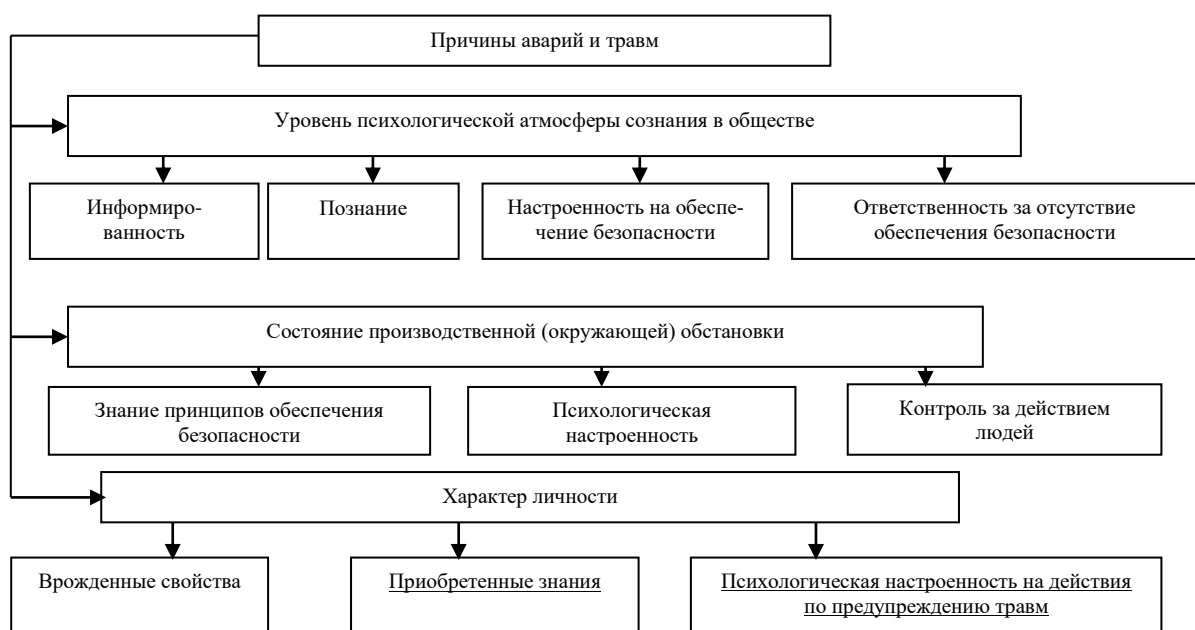 Причины аварий и травм
Уровень психологической атмосферы сознания в обществе
Информиро-
ванность
Познание
Настроенность на обеспе-
чение безопасности
Ответственность за отсутствие
обеспечения безопасности
Состояние производственной (окружающей) обстановки
Знание принципов обеспечения
безопасности
Психологическая
настроенность
Контроль за действием
людей
Характер личности
Врожденные свойства
Приобретенные знания
Психологическая настроенность на действия
по предупреждению травм